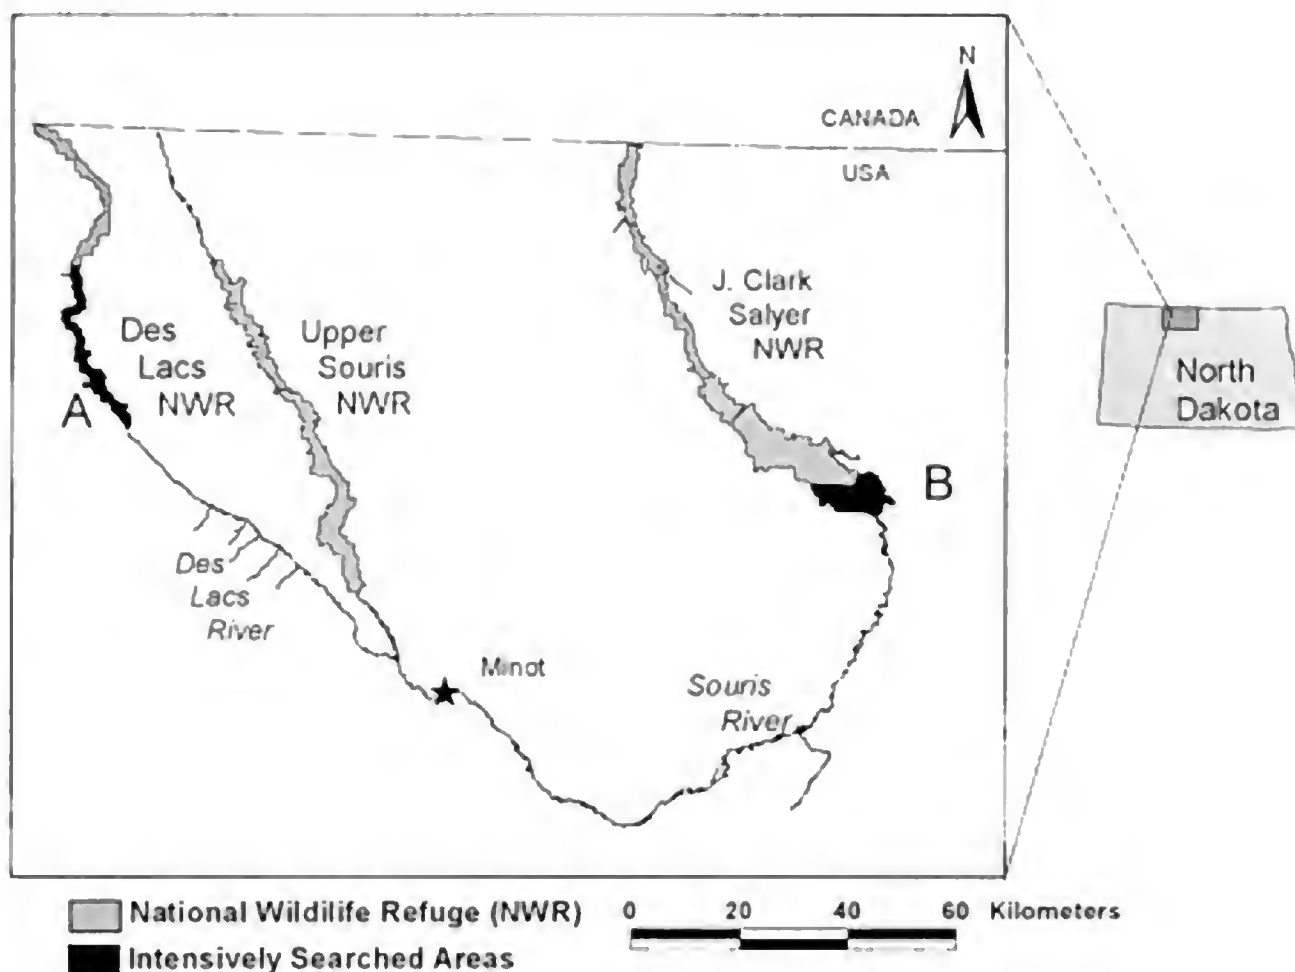 N
CANADA
USA
J. Clark
Salyer
NWR
Des
Lacs
NWR
Upper
Souris
NWR
A
B
North
Dakota
Des
Lacs
River
Minot
Souris
River
National Wildilife Refuge (NWR)
0 20 40 60 Kilometers
Intensively Searched Areas